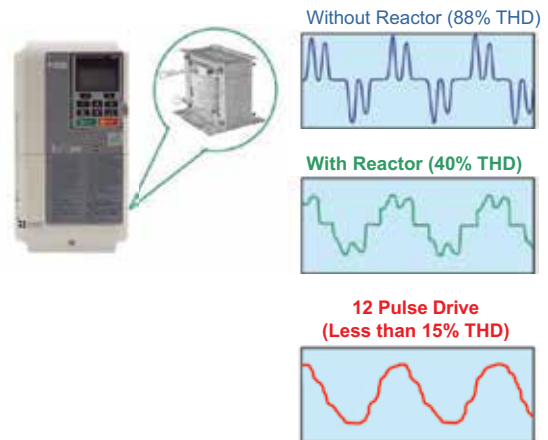 Without Reactor (88% THD)
With Reactor (40% THD)
12 Pulse Drive
(Less than 15% THD)